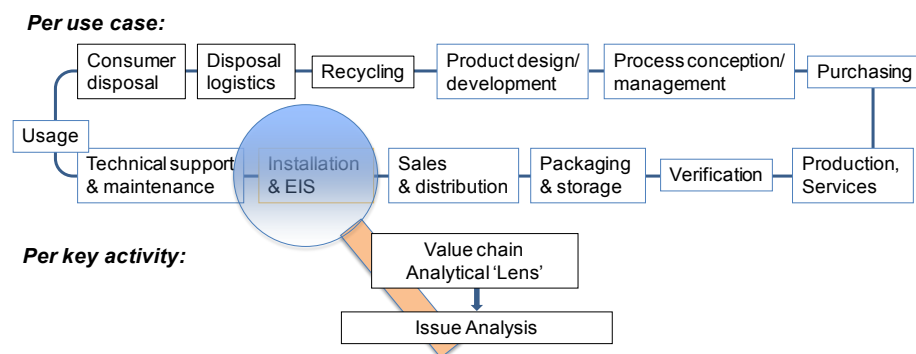 Per use case:
Consumer
disposal
Disposal
logistics
Recycling
Product design/
development
Process conception/
management
Purchasing
Usage
Technical support
& maintenance
Installation
& EIS
Sales
& distribution
Packaging
& storage
Verification
Production,
Services
Per key activity:
Value chain
Analytical ‘Lens’
Issue Analysis